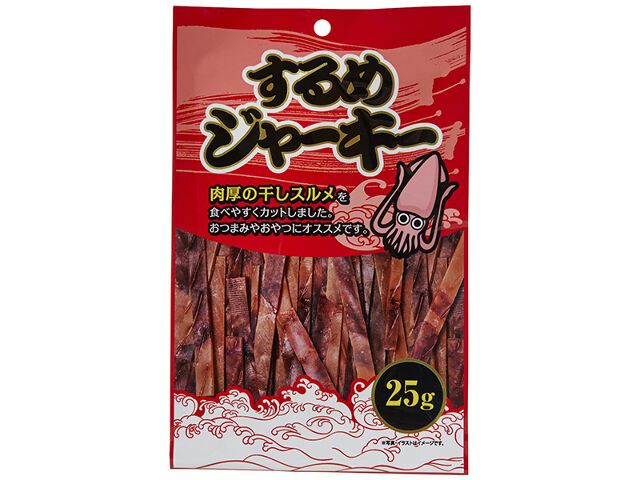 するめ
ジャーキー
肉厚の干しスルメを
食べやすくカットしました。
おつまみやおやつにオススメです。
25g
※写真・イラストはイメージです。